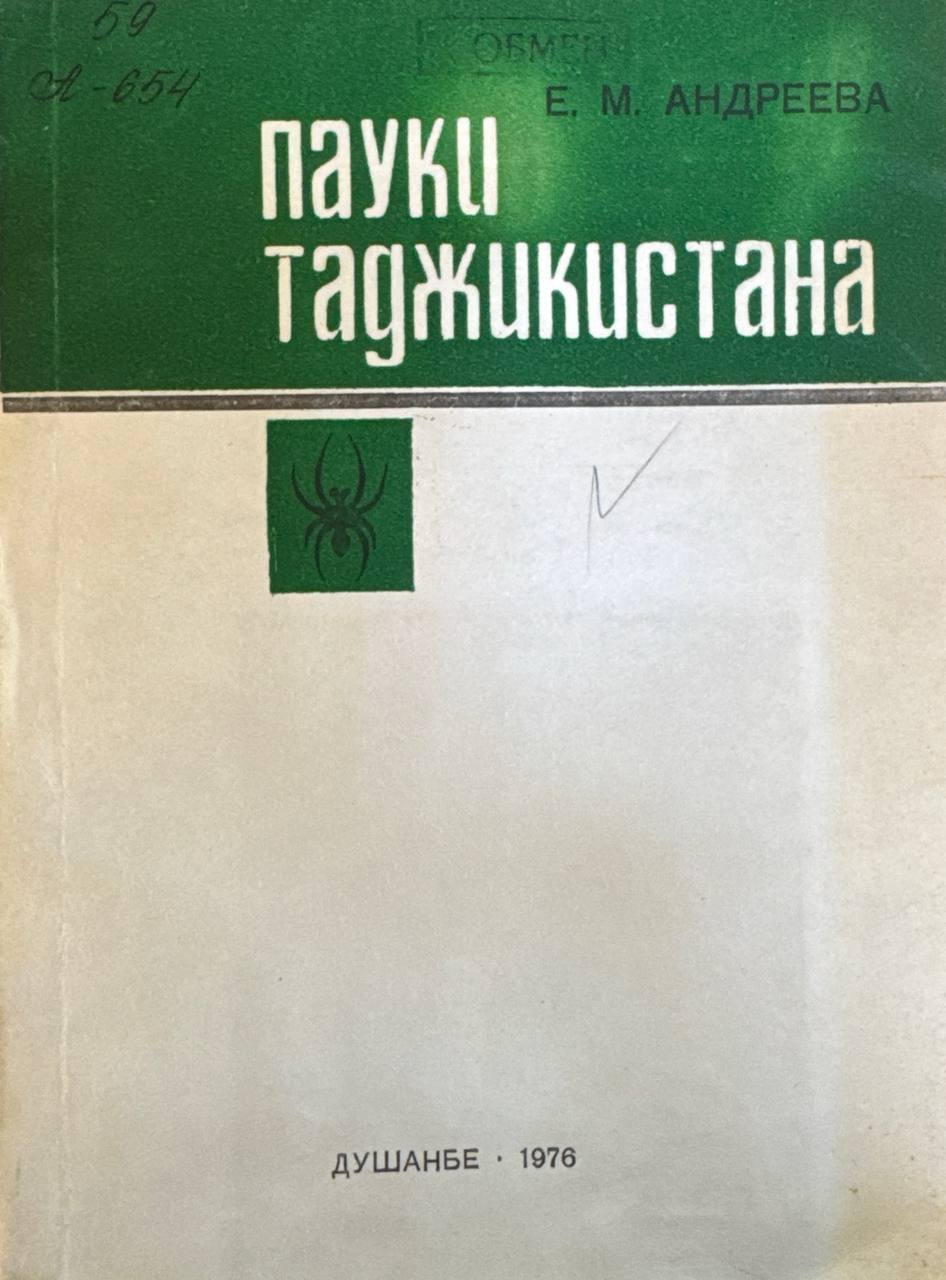 59
А-654
ОБМЕН
Е. М. АНДРЕЕВА
пауки
таджикистана
ДУШАНБЕ · 1976